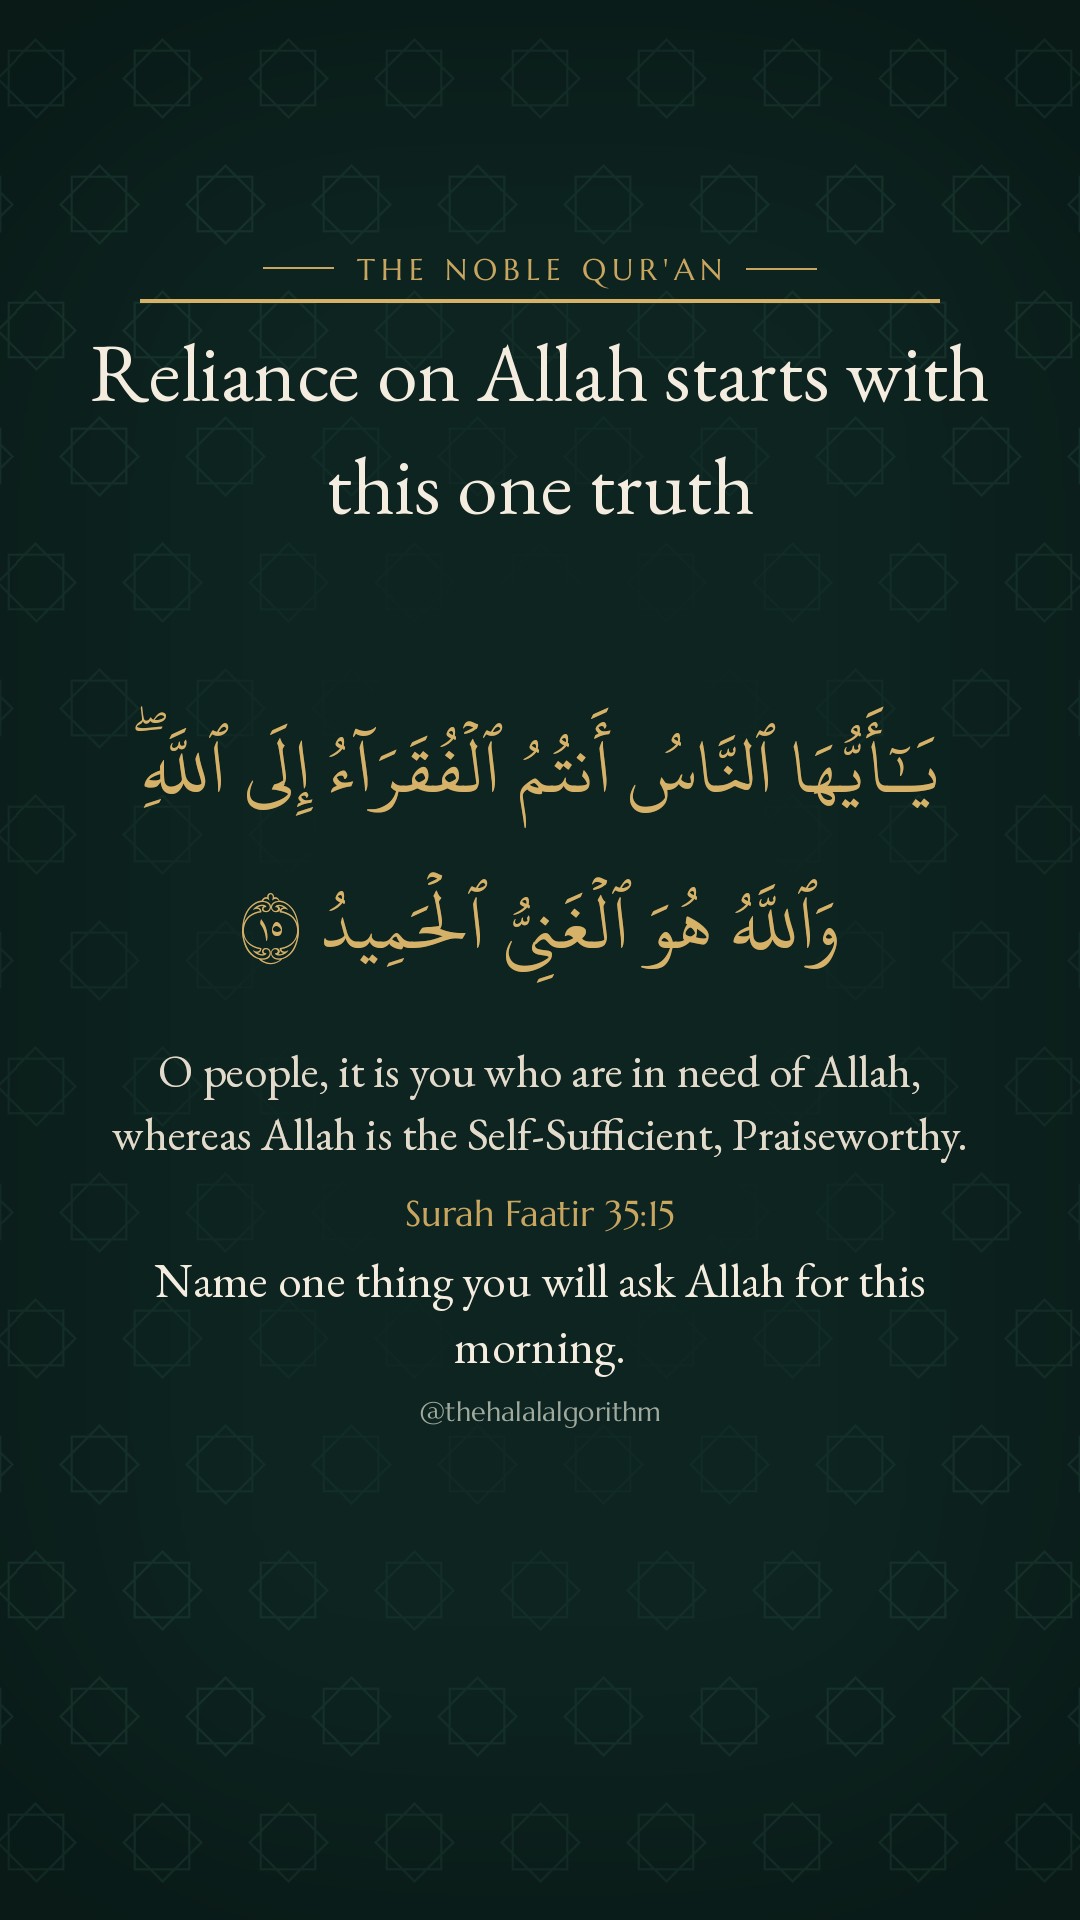 THE NOBLE QUR'AN
Reliance on Allah starts with
this one truth
يَـٰٓأَيُّهَا ٱلنَّاسُ أَنتُمُ ٱلْفُقَرَآءُ إِلَى ٱللَّهِ ۖ
وَٱللَّهُ هُوَ ٱلْغَنِىُّ ٱلْحَمِيدُ ١٥
O people, it is you who are in need of Allah,
whereas Allah is the Self-Sufficient, Praiseworthy.
Surah Faatir 35:15
Name one thing you will ask Allah for this
morning.
@thehalalalgorithm